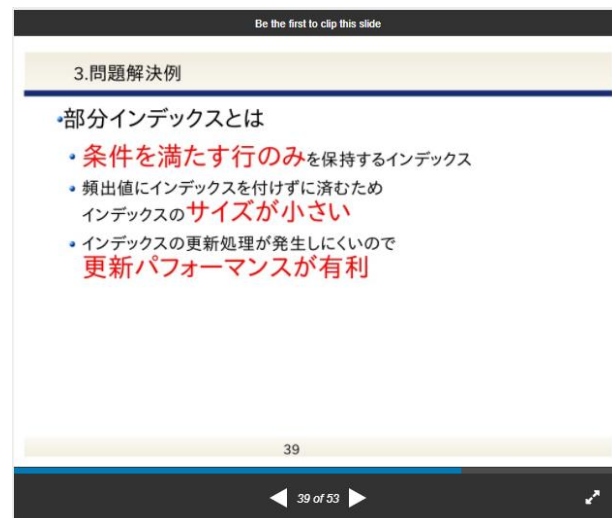 Be the first to clip this slide
3.問題解決例
•部分インデックスとは
• 条件を満たす行のみを保持するインデックス
• 頻出値にインデックスを付けずに済むため
インデックスのサイズが小さい
• インデックスの更新処理が発生しにくいので
更新パフォーマンスが有利
39
39 of 53